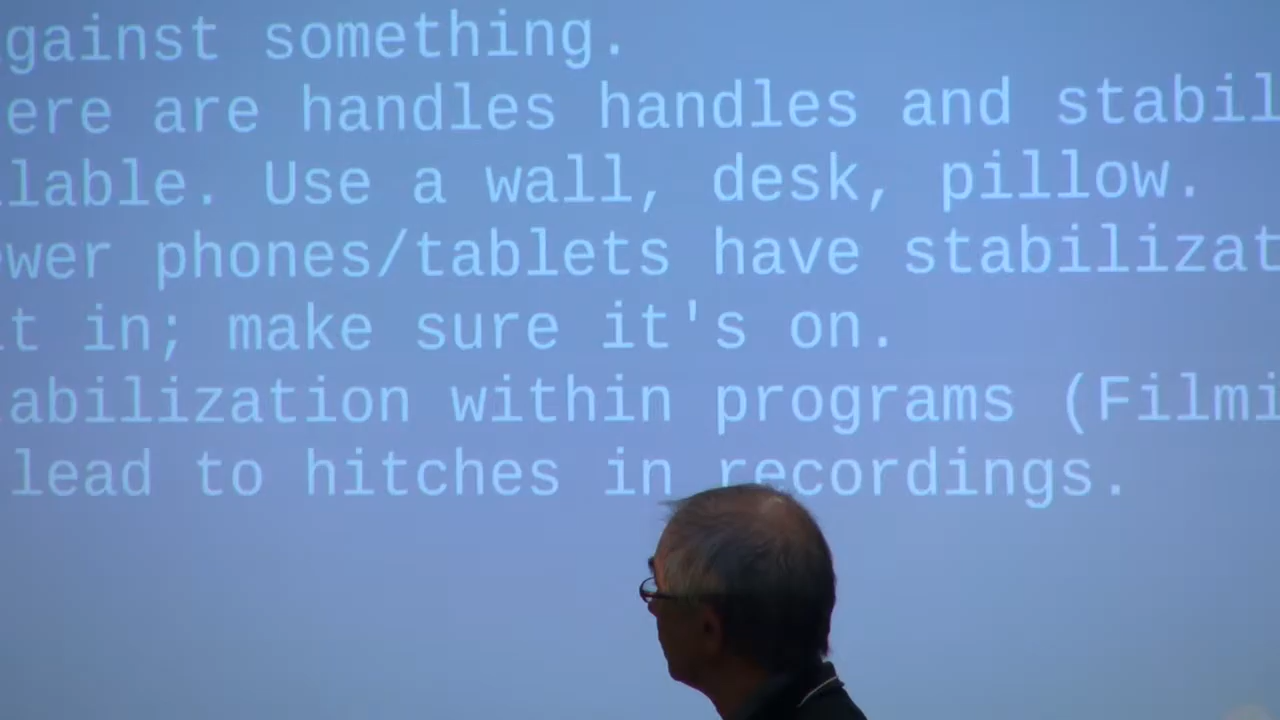 gainst something.
ere are handles handles and stabil
lable. Use a wall, desk, pillow.
ewer phones/tablets have stabilizat
t in; make sure it's on.
abilization within programs (Filmi
lead to hitches in recordings.